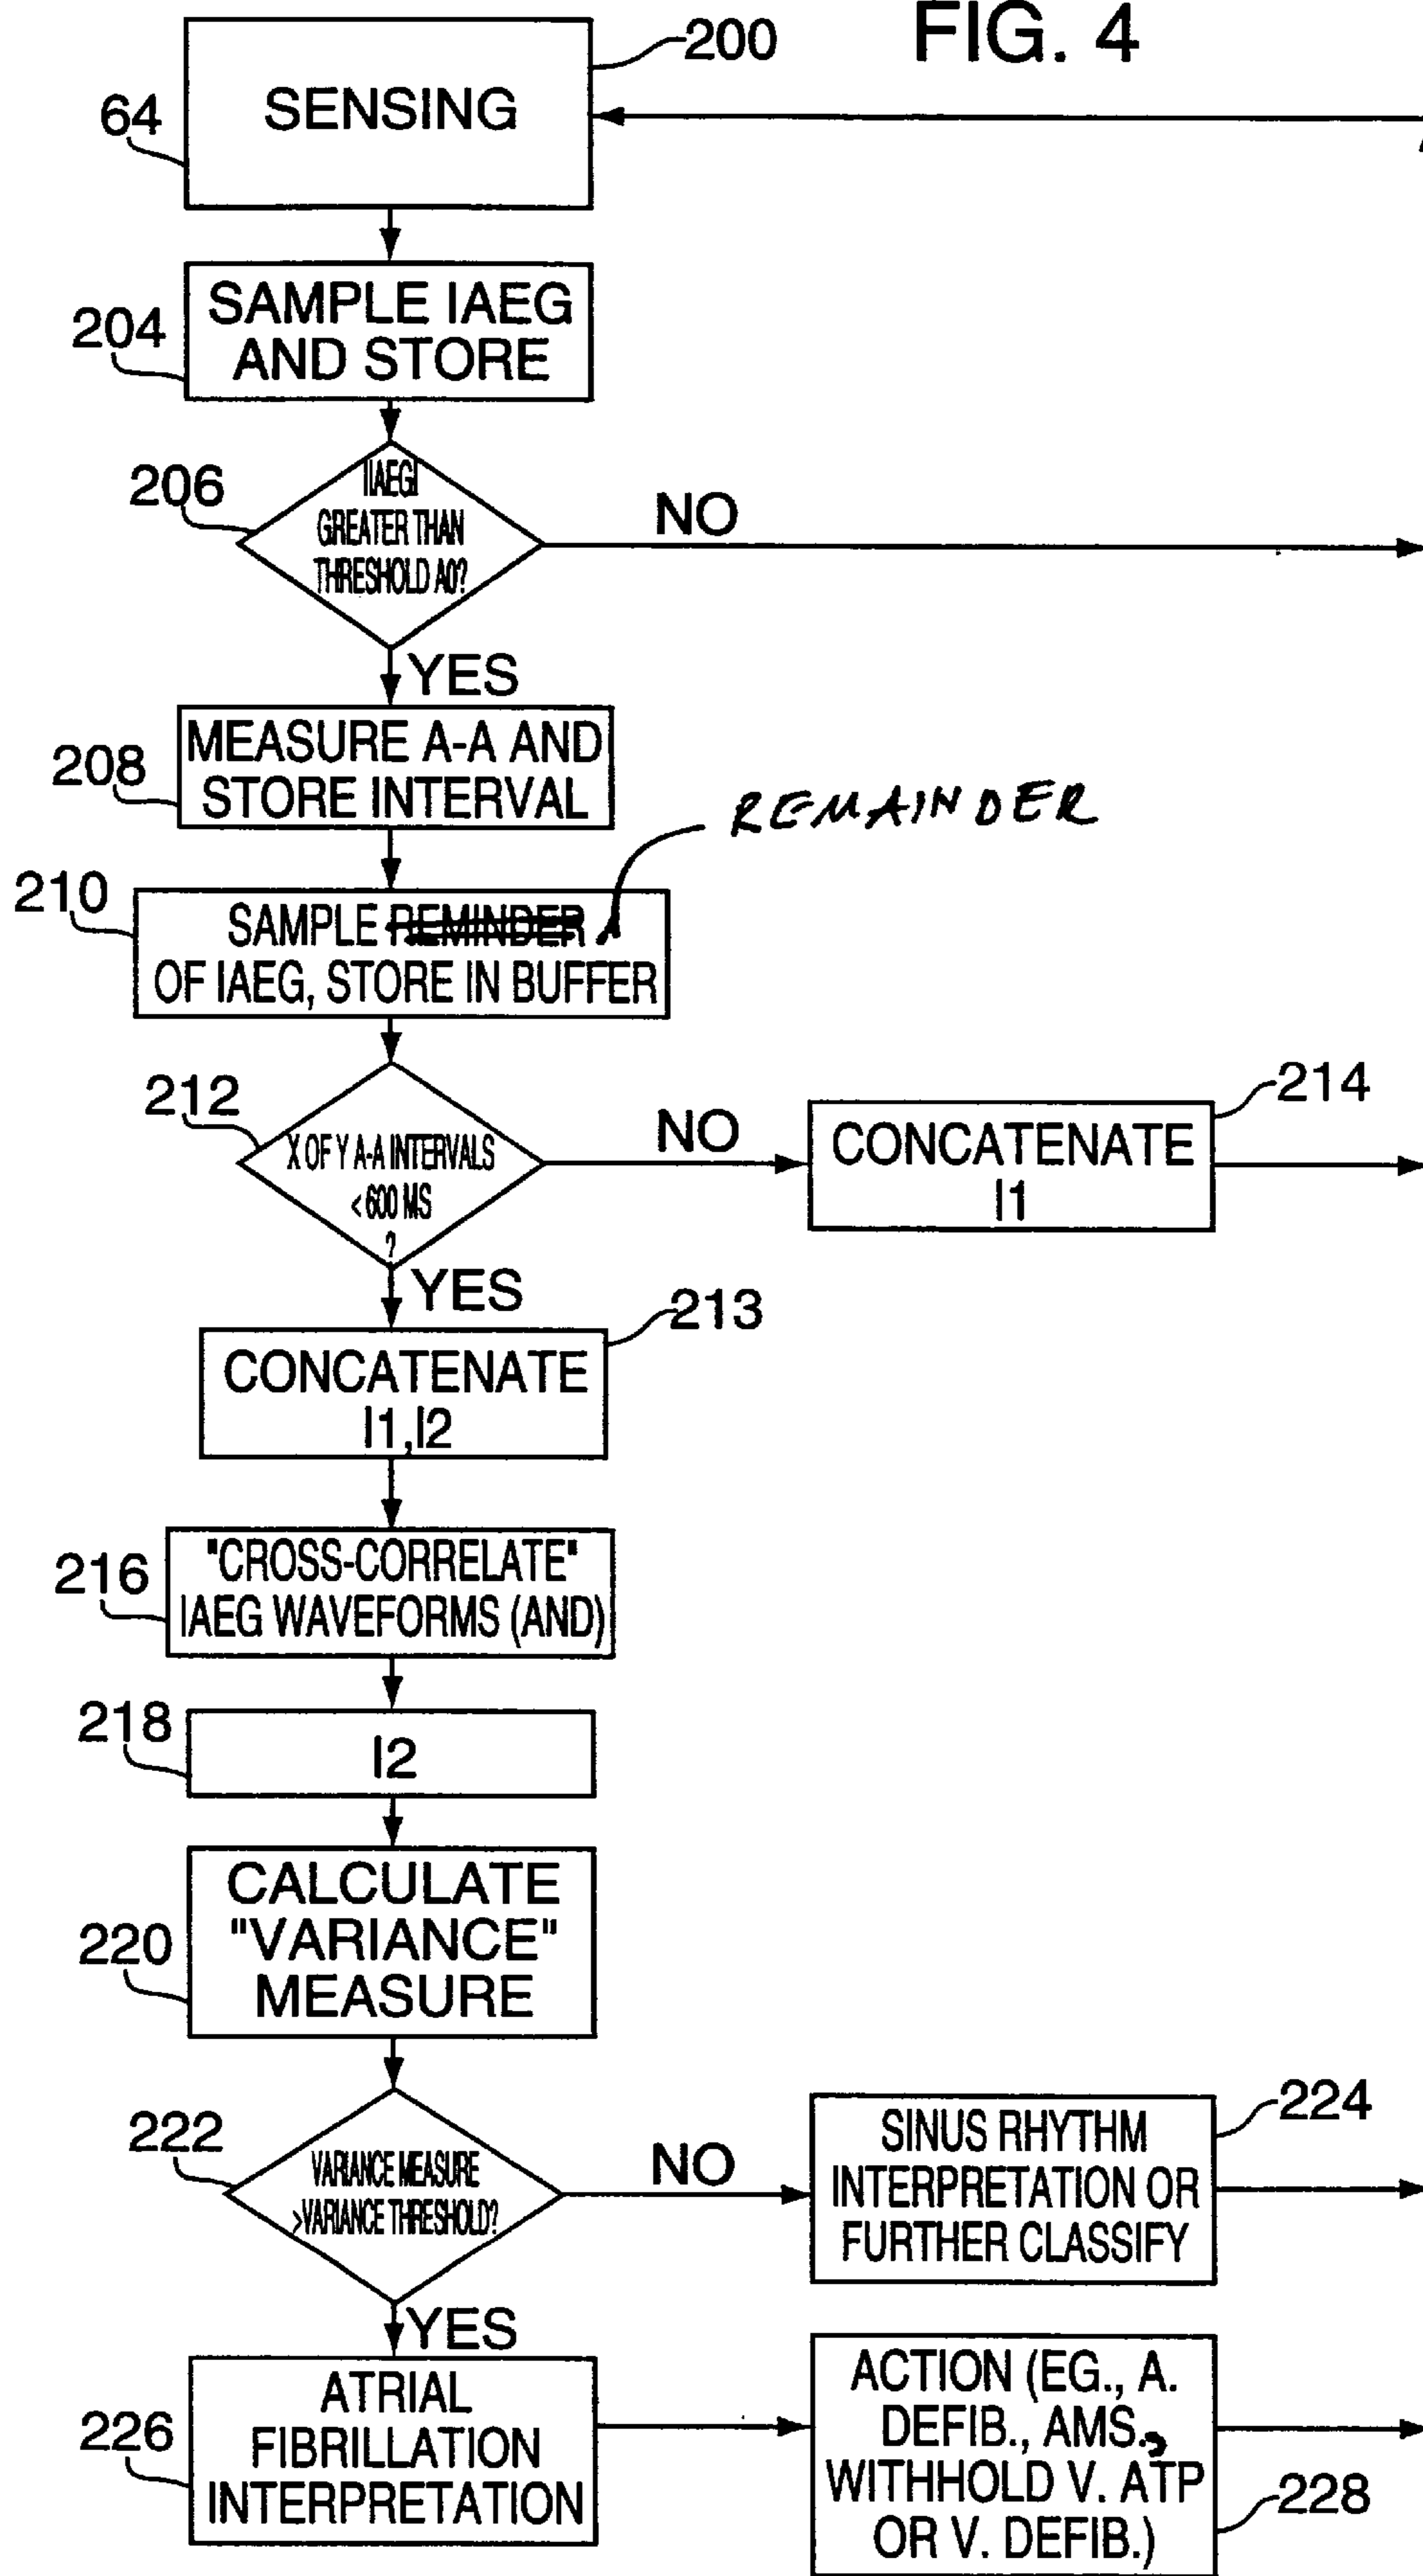 FIG. 4
200
SENSING
64
SAMPLE IAEG
AND STORE
204
206
|IAEG|
GREATER THAN
THRESHOLD A0?
NO
YES
MEASURE A-A AND
STORE INTERVAL
208
REMAINDER
210
SAMPLE REMINDER
OF IAEG, STORE IN BUFFER
212
X OF Y A-A INTERVALS
< 600 MS
?
NO
214
CONCATENATE
I1
YES
213
CONCATENATE
I1,I2
216
"CROSS-CORRELATE"
IAEG WAVEFORMS (AND)
218
I2
220
CALCULATE
"VARIANCE"
MEASURE
222
VARIANCE MEASURE
>VARIANCE THRESHOLD?
NO
224
SINUS RHYTHM
INTERPRETATION OR
FURTHER CLASSIFY
YES
226
ATRIAL
FIBRILLATION
INTERPRETATION
ACTION (EG., A.
DEFIB., AMS.,
WITHHOLD V. ATP
OR V. DEFIB.)
228